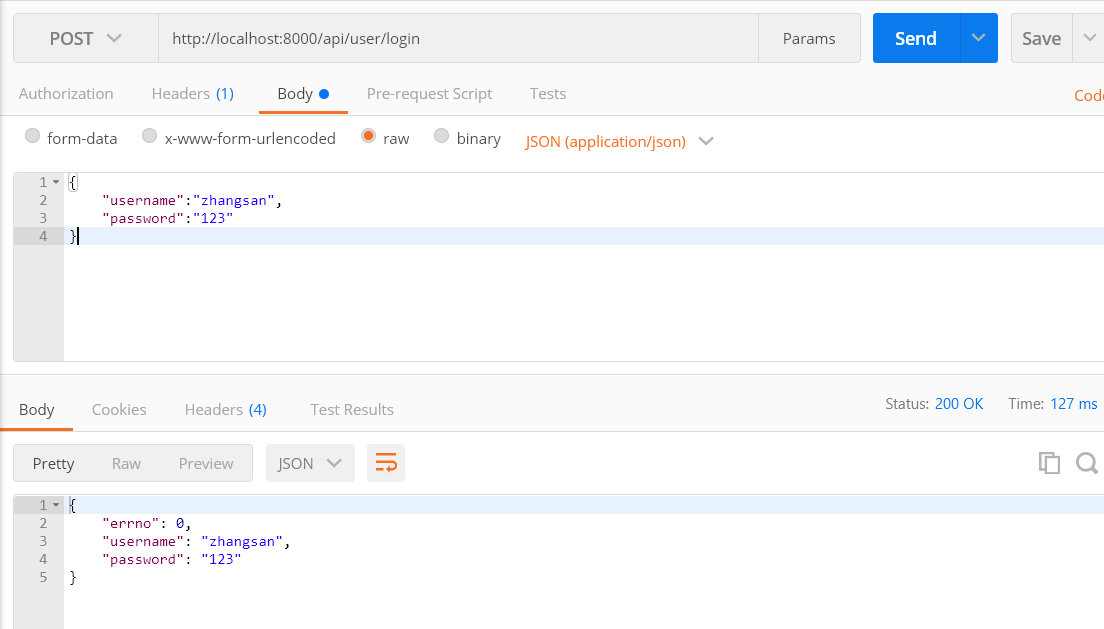 POST http://localhost:8000/api/user/login Params Send Save
Authorization Headers (1) Body Pre-request Script Tests Code
form-data x-www-form-urlencoded raw binary JSON (application/json)
1 {
2 "username":"zhangsan",
3 "password":"123"
4 }
Body Cookies Headers (4) Test Results Status: 200 OK Time: 127 ms
Pretty Raw Preview JSON
1 {
2 "errno": 0,
3 "username": "zhangsan",
4 "password": "123"
5 }